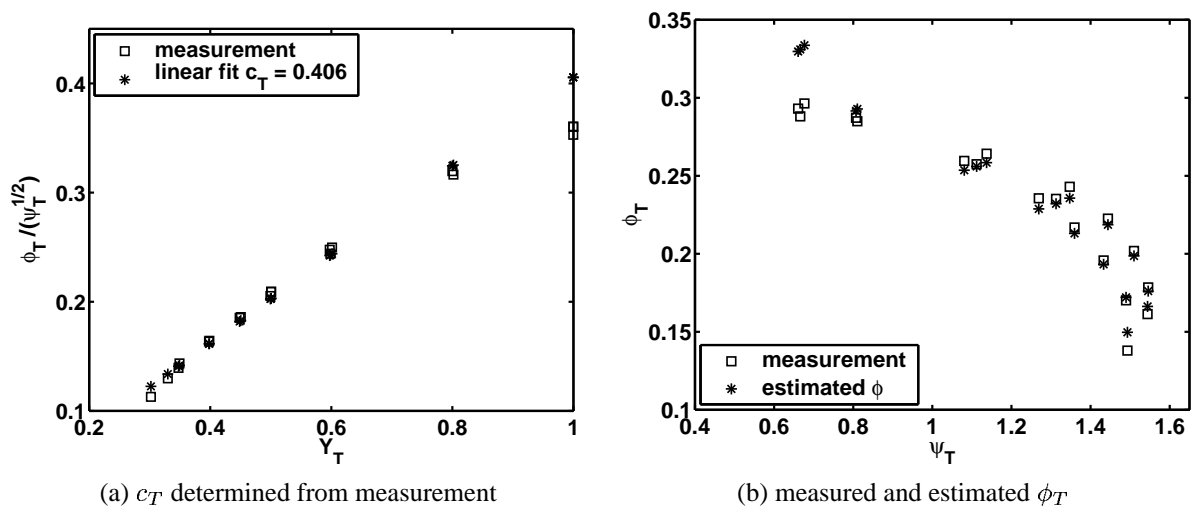 measurement
linear fit c_T = 0.406
0.4
0.3
0.2
0.1
0.2 0.4 0.6 0.8 1
ϕ_T/(ψ_T^{1/2})
Y_T
(a) c_T determined from measurement
0.35
0.3
0.25
0.2
0.15
0.1
0.4 0.6 0.8 1 1.2 1.4 1.6
ϕ_T
ψ_T
measurement
estimated ϕ
(b) measured and estimated ϕ_T